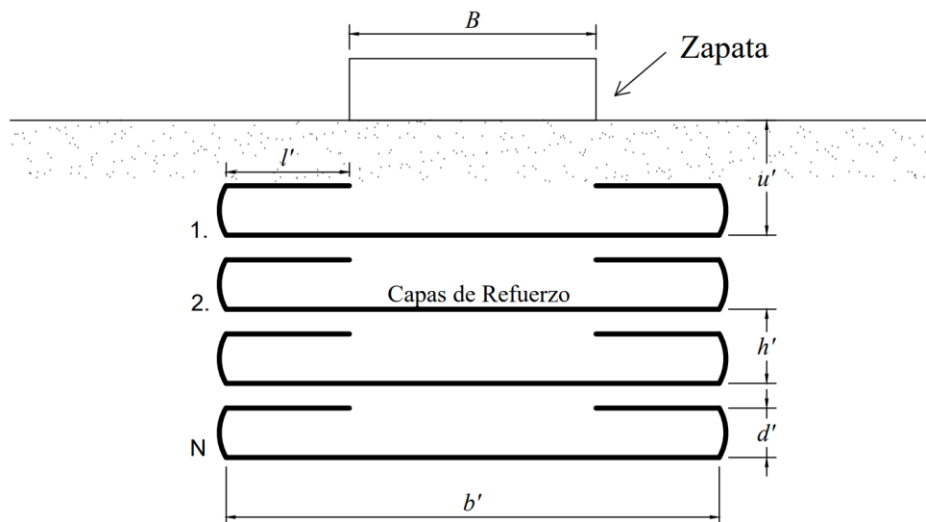 B
Zapata
l'
u'
1.
2.
Capas de Refuerzo
h'
N
d'
b'